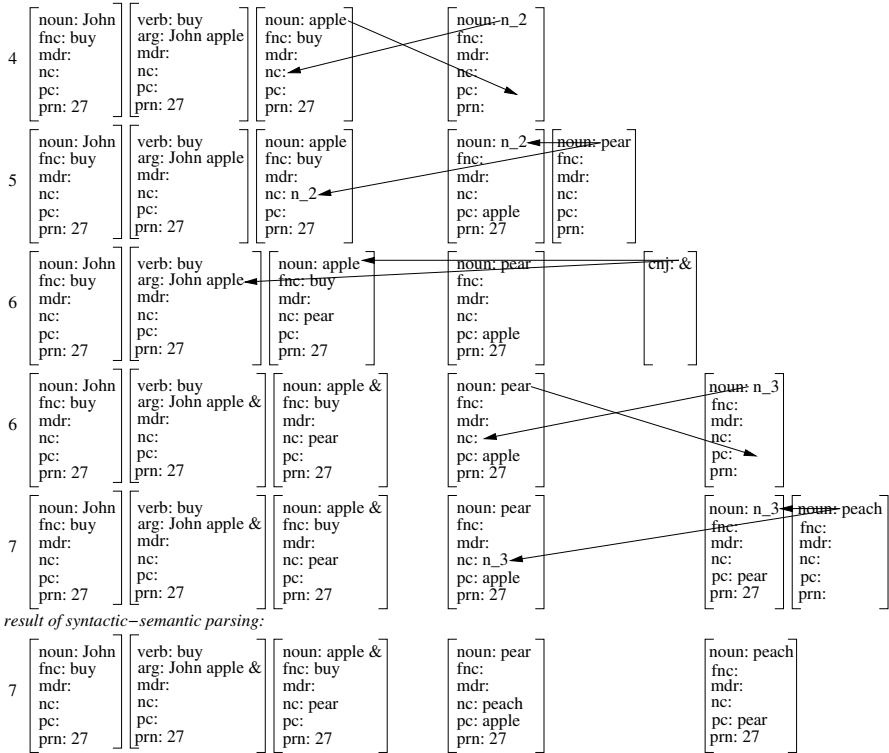 noun: John verb: buy noun: apple noun: n_2
fnc: buy arg: John apple fnc: buy fnc:
mdr: mdr: mdr: mdr:
4 nc: nc: nc: nc:
pc: pc: pc: pc:
prn: 27 prn: 27 prn: 27 prn:
noun: John verb: buy noun: apple noun: n_2 noun: pear
fnc: buy arg: John apple fnc: buy fnc: fnc:
mdr: mdr: mdr: mdr: mdr:
5 nc: nc: nc: n_2 nc: nc:
pc: pc: pc: pc: apple pc:
prn: 27 prn: 27 prn: 27 prn: 27 prn:
noun: John verb: buy noun: apple noun: pear cnj: &
fnc: buy arg: John apple fnc: buy fnc:
mdr: mdr: mdr: mdr:
6 nc: nc: nc: pear nc:
pc: pc: pc: pc: apple
prn: 27 prn: 27 prn: 27 prn: 27
noun: John verb: buy noun: apple & noun: pear noun: n_3
fnc: buy arg: John apple & fnc: buy fnc: fnc:
mdr: mdr: mdr: mdr: mdr:
6 nc: nc: nc: pear nc: nc:
pc: pc: pc: pc: apple pc:
prn: 27 prn: 27 prn: 27 prn: 27 prn:
noun: John verb: buy noun: apple & noun: pear noun: n_3 noun: peach
fnc: buy arg: John apple & fnc: buy fnc: fnc: fnc:
mdr: mdr: mdr: mdr: mdr: mdr:
7 nc: nc: nc: pear nc: n_3 nc: nc:
pc: pc: pc: pc: apple pc: pear pc:
prn: 27 prn: 27 prn: 27 prn: 27 prn: 27 prn:
result of syntactic−semantic parsing:
noun: John verb: buy noun: apple & noun: pear noun: peach
fnc: buy arg: John apple & fnc: buy fnc: fnc:
mdr: mdr: mdr: mdr: mdr:
7 nc: nc: nc: pear nc: peach nc:
pc: pc: pc: pc: apple pc: pear
prn: 27 prn: 27 prn: 27 prn: 27 prn: 27